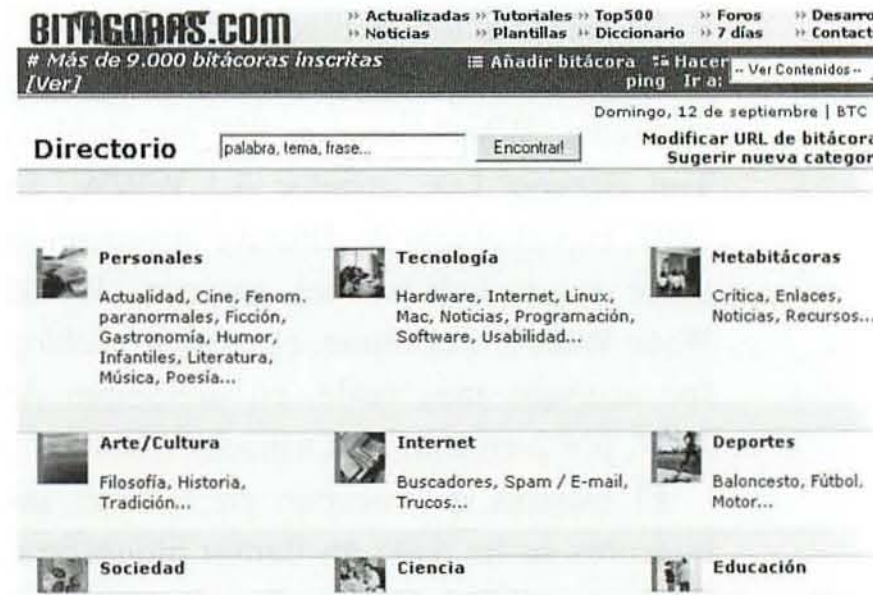 BITACORAS.COM
›› Actualizadas ›› Tutoriales ›› Top500 ›› Foros
›› Noticias ›› Plantillas ›› Diccionario ›› 7 días
# Más de 9.000 bitácoras inscritas
[Ver]
Añadir bitácora Hacer
ping Ir a: -- Ver Contenidos --
Domingo, 12 de septiembre | BTC
Directorio palabra, tema, frase... Encontrar!
Modificar URL de bitácora
Sugerir nueva
Personales
Actualidad, Cine, Fenom.
paranormales, Ficción,
Gastronomía, Humor,
Infantiles, Literatura,
Música, Poesía...
Tecnología
Hardware, Internet, Linux,
Mac, Noticias, Programación,
Software, Usabilidad...
Metabitácoras
Crítica, Enlaces,
Noticias, Recursos...
Arte/Cultura
Filosofía, Historia,
Tradición...
Internet
Buscadores, Spam / E-mail,
Trucos...
Deportes
Baloncesto, Fútbol,
Motor...
Sociedad
Ciencia
Educación